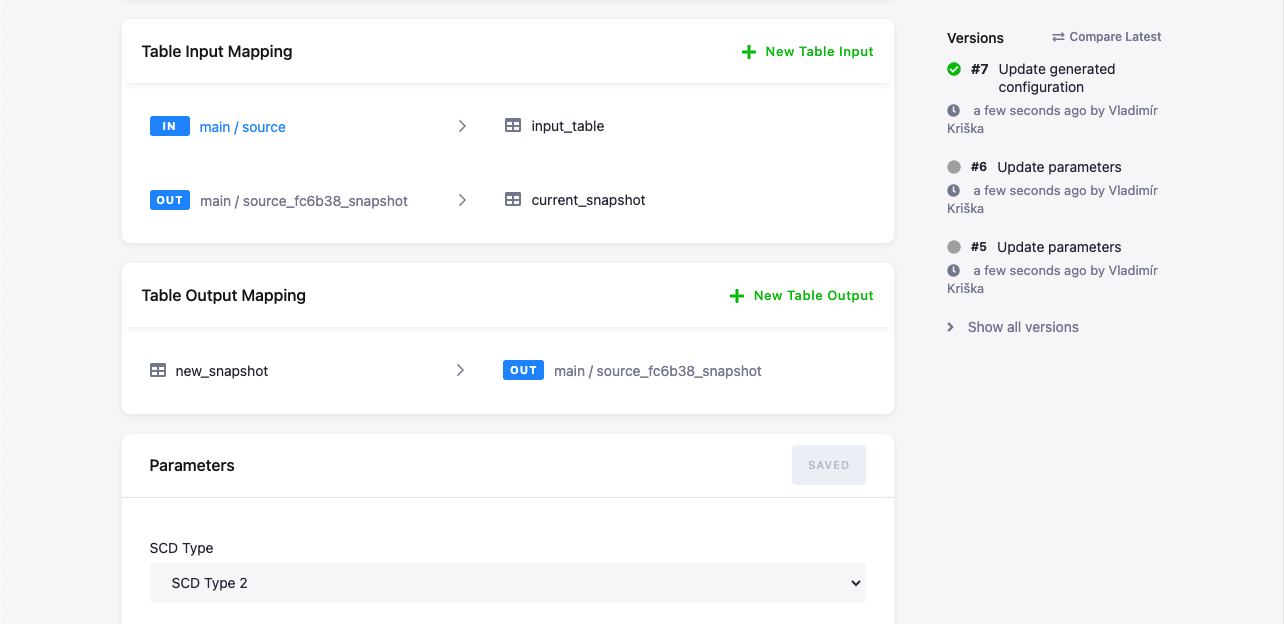 Table Input Mapping
New Table Input
IN main / source
input_table
OUT main / source_fc6b38_snapshot
current_snapshot
Table Output Mapping
New Table Output
new_snapshot
OUT main / source_fc6b38_snapshot
Parameters
SAVED
SCD Type
SCD Type 2
Versions
Compare Latest
#7 Update generated
configuration
a few seconds ago by Vladimír
Kriška
#6 Update parameters
a few seconds ago by Vladimír
Kriška
#5 Update parameters
a few seconds ago by Vladimír
Kriška
Show all versions